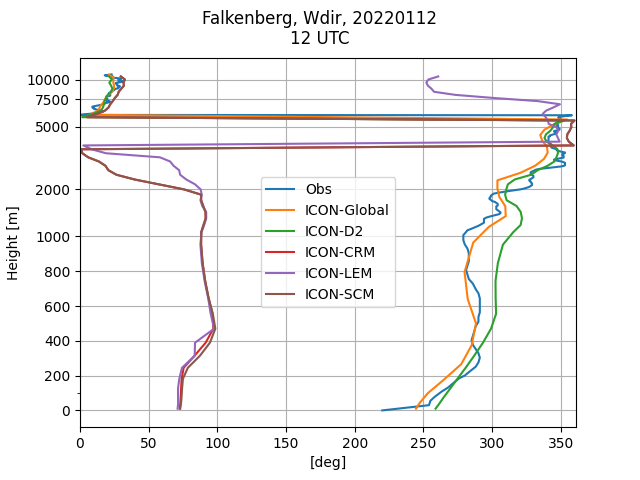 Falkenberg, Wdir, 20220112
12 UTC
Height [m]
10000
7500
5000
2000
1000
800
600
400
200
0
Obs
ICON-Global
ICON-D2
ICON-CRM
ICON-LEM
ICON-SCM
0
50
100
150
200
250
300
350
[deg]